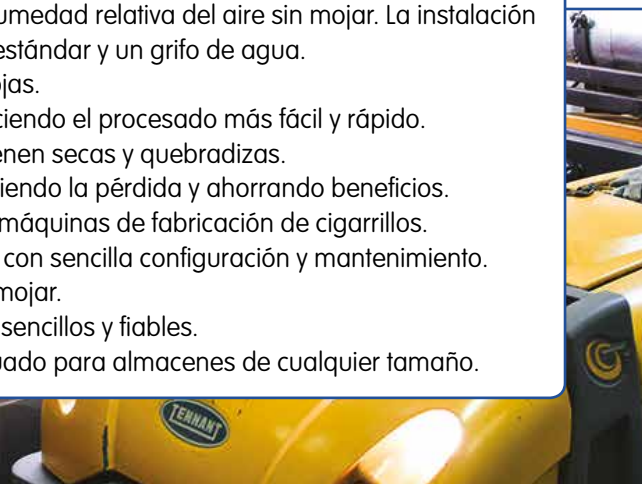 umedad relativa del aire sin mojar. La instalación
estándar y un grifo de agua.
jas.
ciendo el procesado más fácil y rápido.
enen secas y quebradizas.
iendo la pérdida y ahorrando beneficios.
máquinas de fabricación de cigarrillos.
con sencilla configuración y mantenimiento.
mojar.
sencillos y fiables.
uado para almacenes de cualquier tamaño.
TENNANT